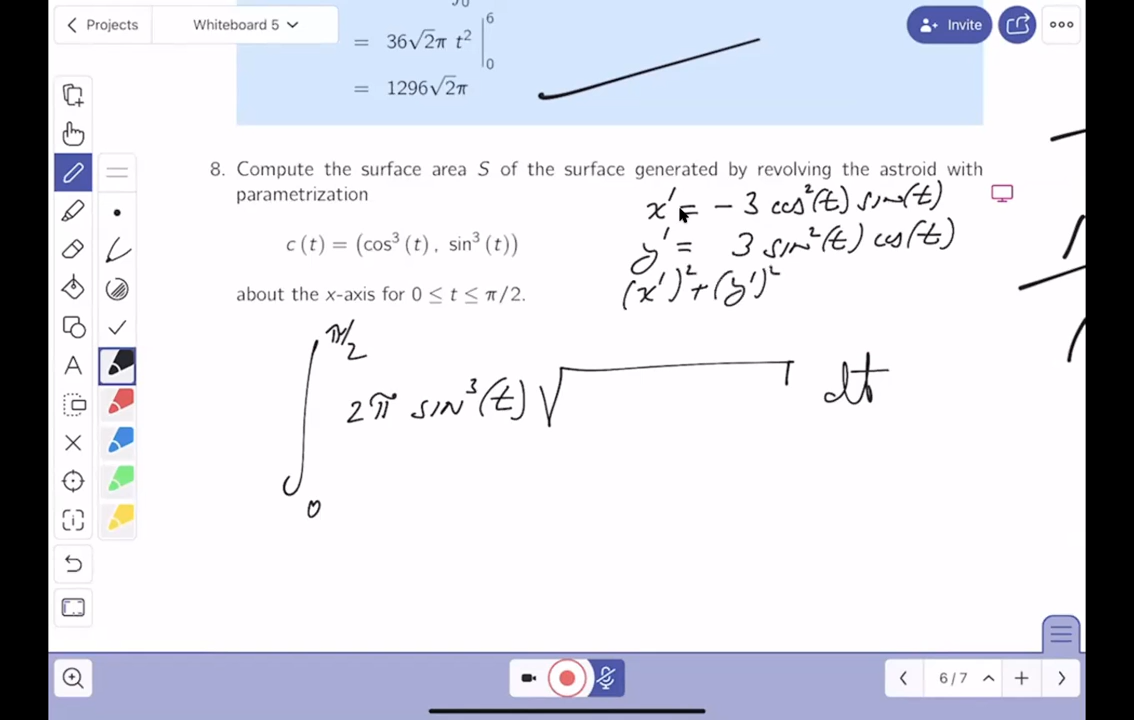 Projects
Whiteboard 5
Invite
6
= 36√2π t²|
0
= 1296√2π
8. Compute the surface area S of the surface generated by revolving the astroid with
parametrization
x' = - 3 cos²(t) sin(t)
c (t) = (cos³ (t) , sin³ (t))
y' = 3 sin²(t) cos(t)
about the x-axis for 0 ≤ t ≤ π/2.
(x')² + (y')²
π/2
∫ 2π sin³(t) √ dt
0
A
6 / 7